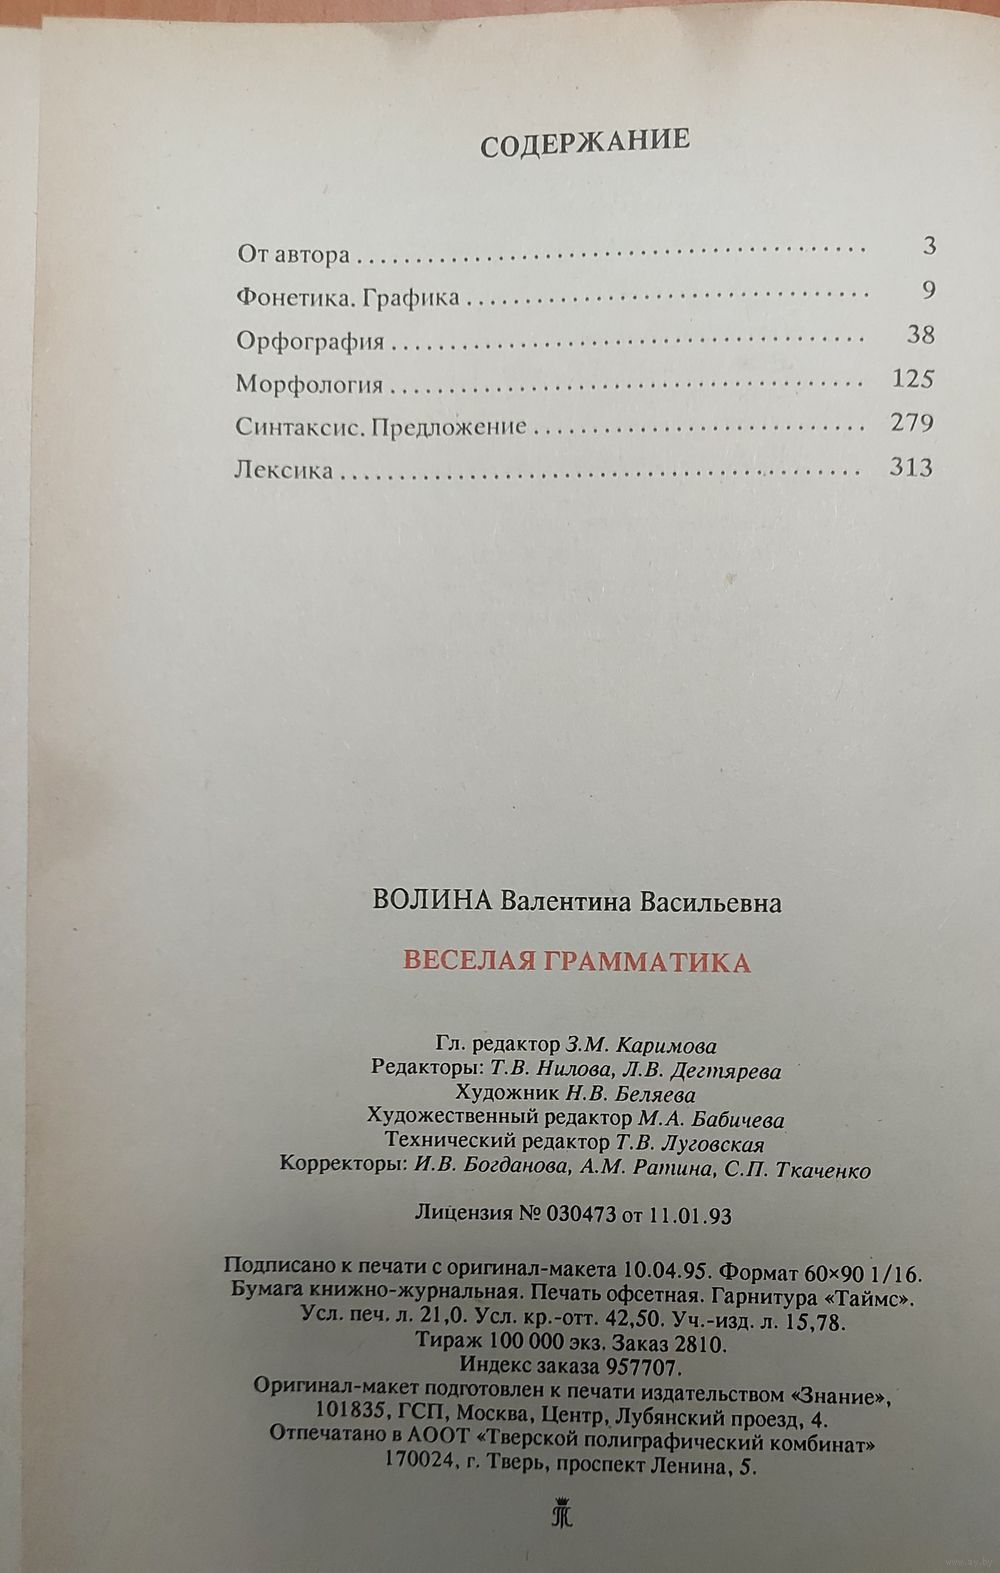 СОДЕРЖАНИЕ
От автора ........................................ 3
Фонетика. Графика ........................................ 9
Орфография ........................................ 38
Морфология ........................................ 125
Синтаксис. Предложение ........................................ 279
Лексика ........................................ 313
ВОЛИНА Валентина Васильевна
ВЕСЕЛАЯ ГРАММАТИКА
Гл. редактор З.М. Каримова
Редакторы: Т.В. Нилова, Л.В. Дегтярева
Художник Н.В. Беляева
Художественный редактор М.А. Бабичева
Технический редактор Т.В. Луговская
Корректоры: И.В. Богданова, А.М. Ратина, С.П. Ткаченко
Лицензия № 030473 от 11.01.93
Подписано к печати с оригинал-макета 10.04.95. Формат 60×90 1/16.
Бумага книжно-журнальная. Печать офсетная. Гарнитура «Таймс».
Усл. печ. л. 21,0. Усл. кр.-отт. 42,50. Уч.-изд. л. 15,78.
Тираж 100 000 экз. Заказ 2810.
Индекс заказа 957707.
Оригинал-макет подготовлен к печати издательством «Знание»,
101835, ГСП, Москва, Центр, Лубянский проезд, 4.
Отпечатано в АООТ «Тверской полиграфический комбинат»
170024, г. Тверь, проспект Ленина, 5.
www.ay.by